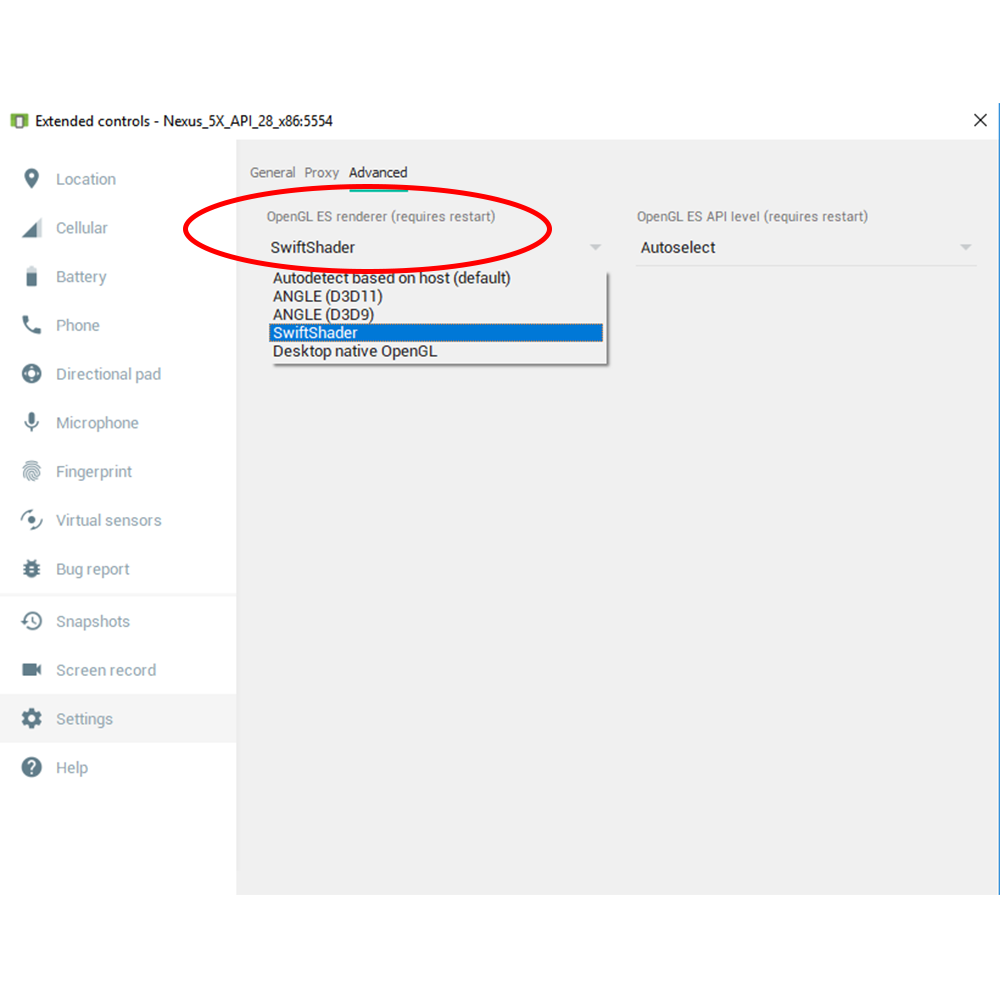 Extended controls - Nexus_5X_API_28_x86:5554
Location
Cellular
Battery
Phone
Directional pad
Microphone
Fingerprint
Virtual sensors
Bug report
Snapshots
Screen record
Settings
Help
General Proxy Advanced
OpenGL ES renderer (requires restart)
SwiftShader
Autodetect based on host (default)
ANGLE (D3D11)
ANGLE (D3D9)
SwiftShader
Desktop native OpenGL
OpenGL ES API level (requires restart)
Autoselect